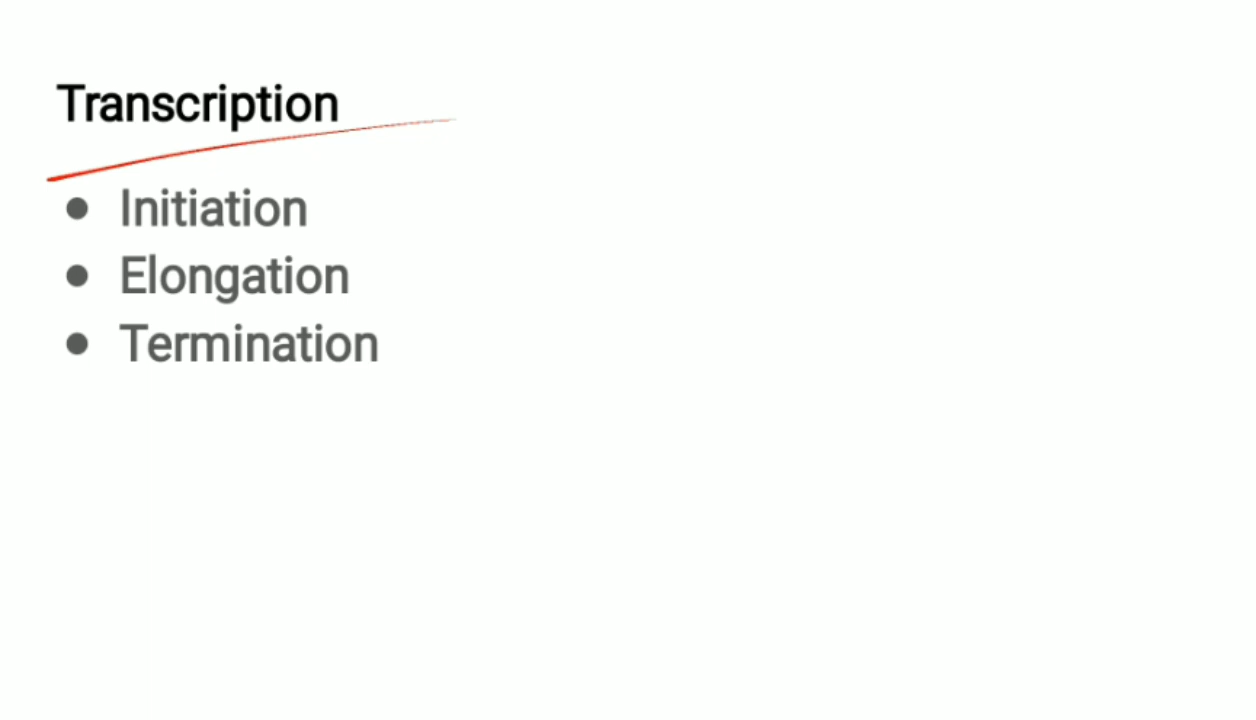 Transcription
● Initiation
● Elongation
● Termination